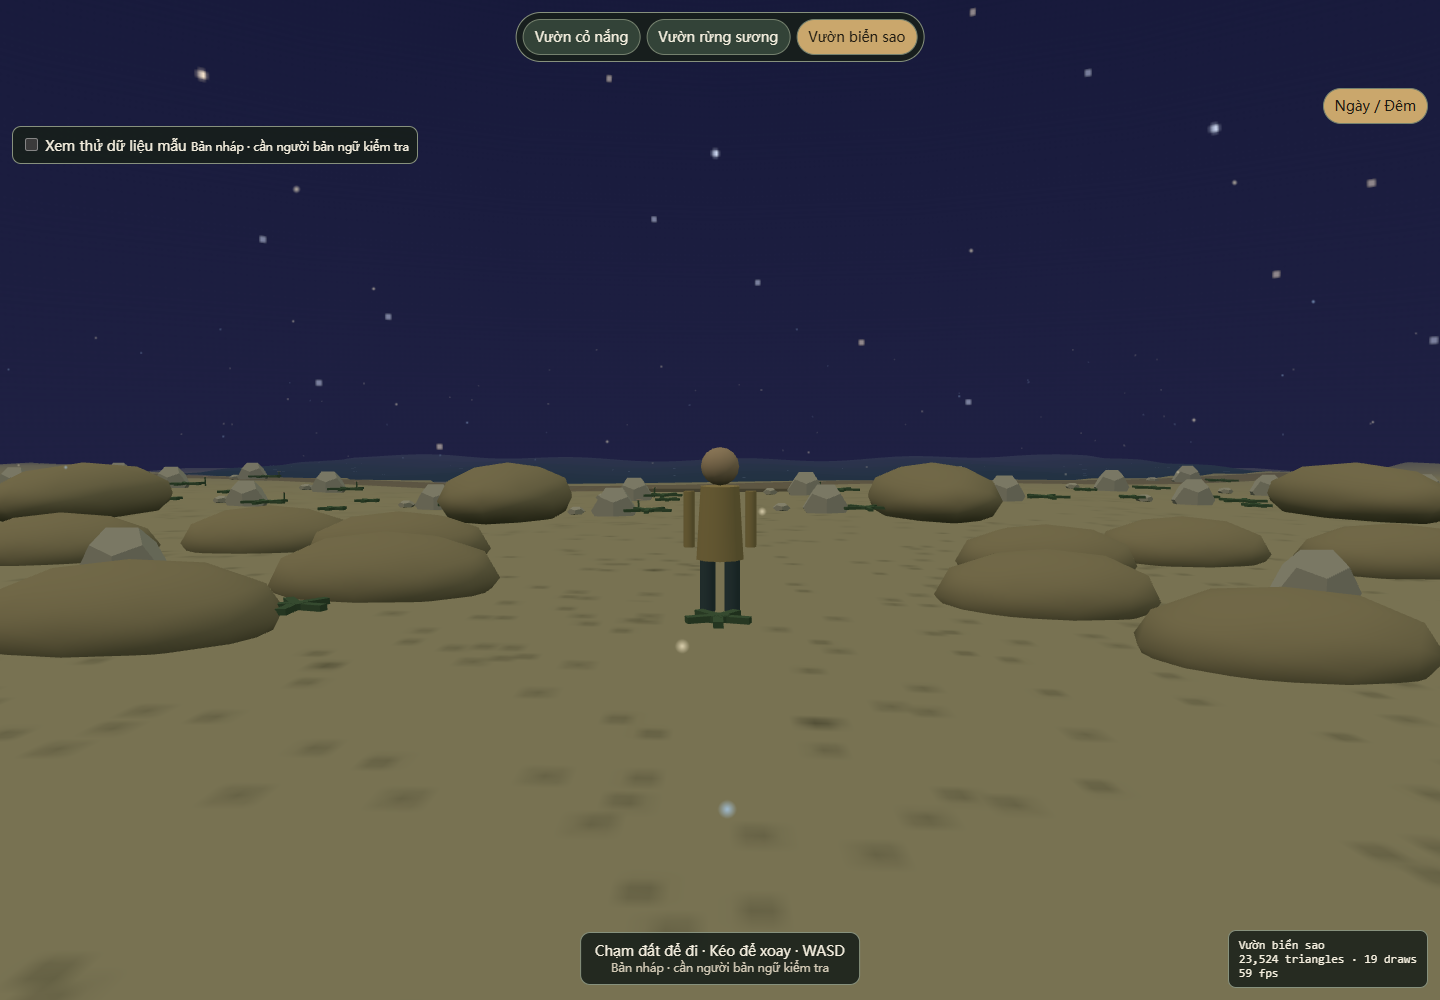 Vườn cỏ nắng
Vườn rừng sương
Vườn biển sao
Ngày / Đêm
Xem thử dữ liệu mẫu Bản nháp · cần người bản ngữ kiểm tra
Chạm đất để đi · Kéo để xoay · WASD
Bản nháp · cần người bản ngữ kiểm tra
Vườn biển sao
23,524 triangles · 19 draws
59 fps